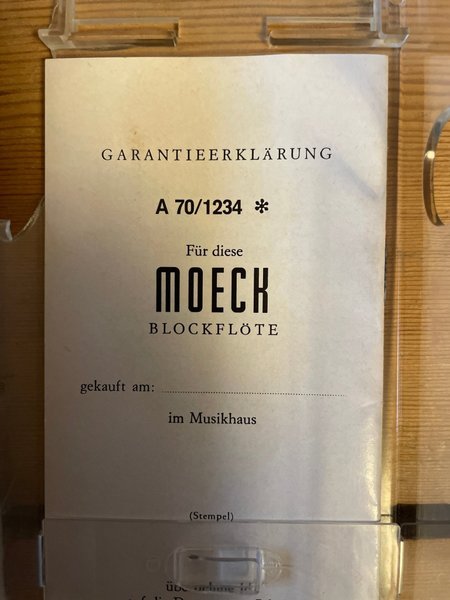 GARANTIEERKLÄRUNG
A 70/1234 *
Für diese
MOECK
BLOCKFLÖTE
gekauft am:
im Musikhaus
(Stempel)